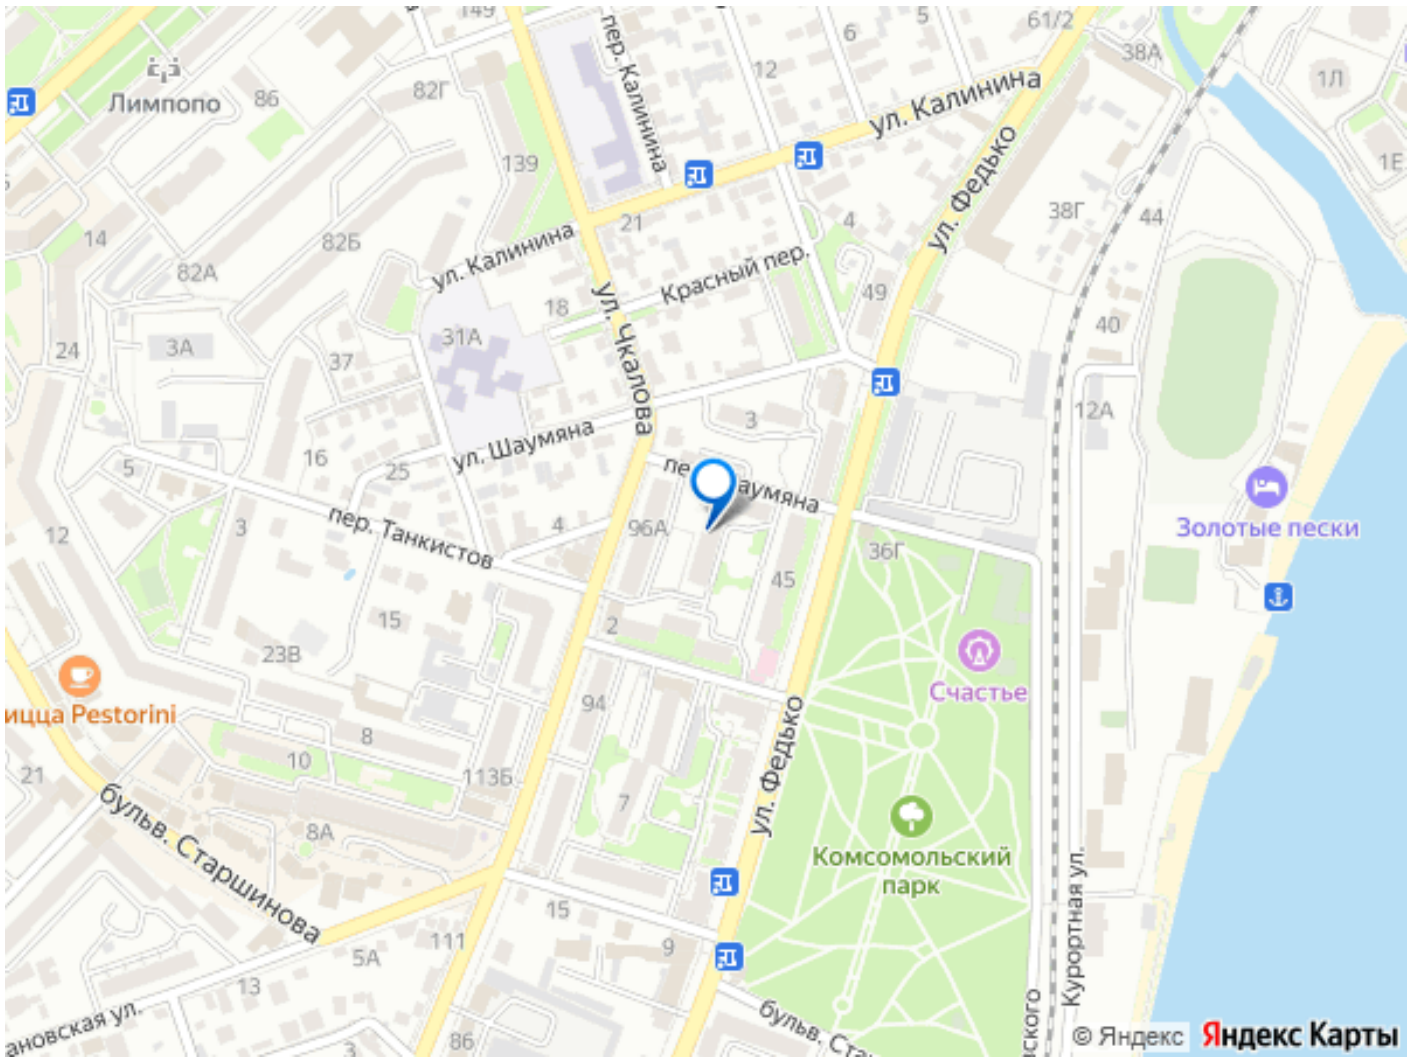 149
5
6
61/2
38А
пер. Калинина
12
1Л
Лимпопо
86
82Г
ул. Калинина
139
ул. Федько
1Е
38Г
44
14
82Б
21
4
ул. Калинина
82А
Красный пер.
49
18
ул. Чкалова
40
31А
3А
24
37
12А
3
ул. Шаумяна
16
25
5
Золотые пески
4
96А
3
12
пер. Танкистов
36Г
45
15
2
23В
Счастье
94
8
ицца Pestorini
10
113Б
21
7
ул. Федько
бульв. Старшинова
8А
Комсомольский
парк
Курортная ул.
15
111
9
5А
13
ановская ул.
86
3
бульв. Ста
ского
© Яндекс
Яндекс Карты